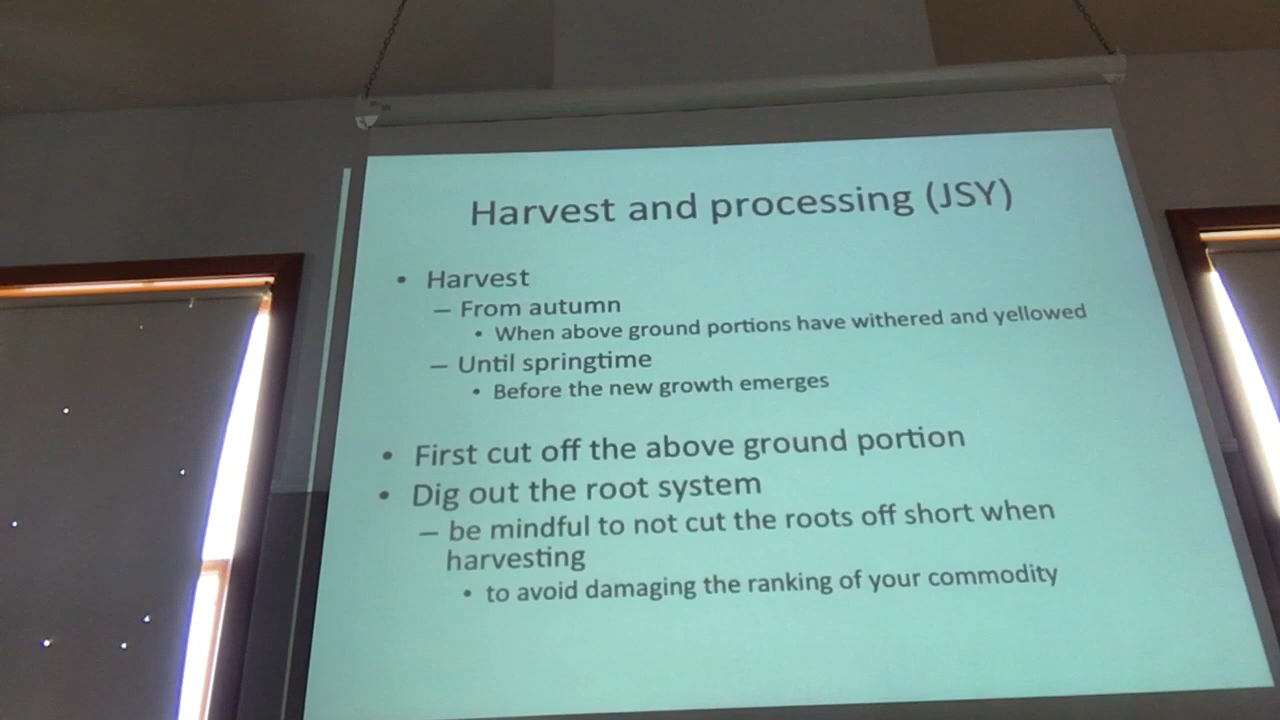 Harvest and processing (JSY)
• Harvest
– From autumn
• When above ground portions have withered and yellowed
– Until springtime
• Before the new growth emerges
• First cut off the above ground portion
• Dig out the root system
– be mindful to not cut the roots off short when
harvesting
• to avoid damaging the ranking of your commodity